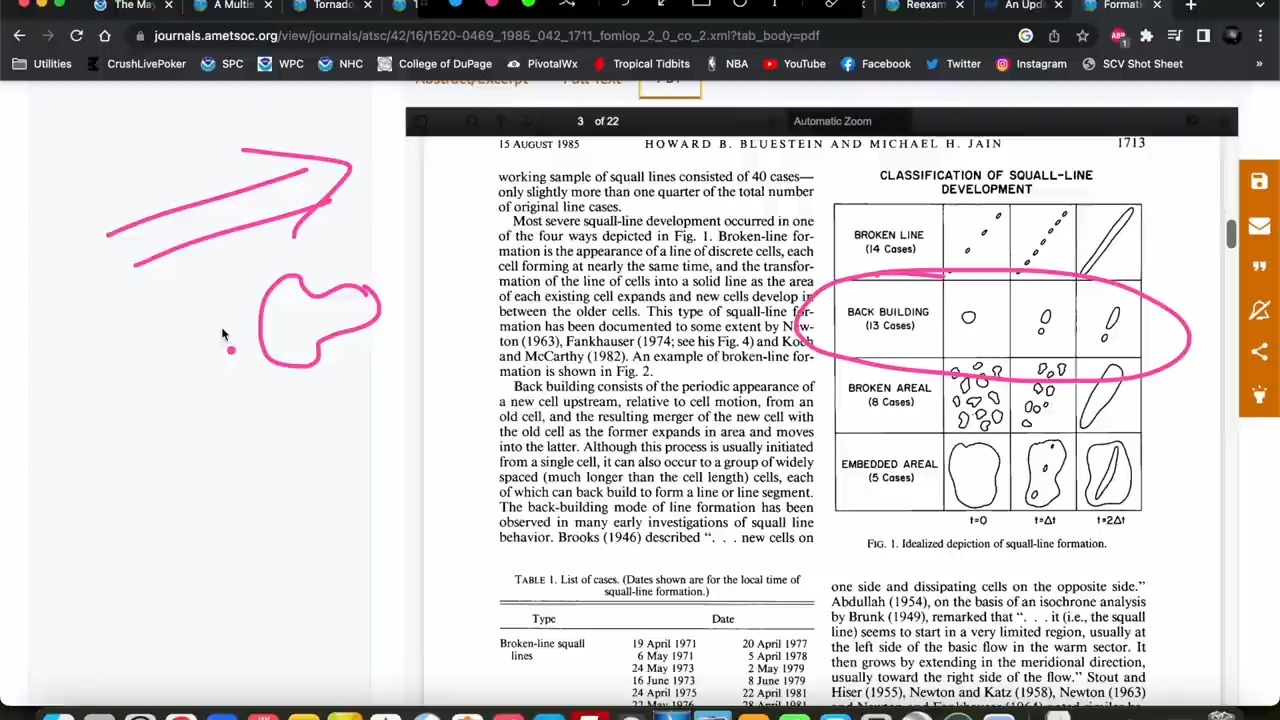 The May
A Multis
Tornado
Reexam
An Upd
Formatio
journals.ametsoc.org/view/journals/atsc/42/16/1520-0469_1985_042_1711_fomlop_2_0_co_2.xml?tab_body=pdf
Utilities CrushLivePoker SPC WPC NHC College of DuPage PivotalWx Tropical Tidbits NBA YouTube Facebook Twitter Instagram SCV Short Sheet »
Abstract/Excerpt Full Text PDF
3 of 22 Automatic Zoom
15 AUGUST 1985 HOWARD B. BLUESTEIN AND MICHAEL H. JAIN 1713
working sample of squall lines consisted of 40 cases—
only slightly more than one quarter of the total number
of original line cases.
Most severe squall-line development occurred in one
of the four ways depicted in Fig. 1. Broken-line for-
mation is the appearance of a line of discrete cells, each
cell forming at nearly the same time, and the transfor-
mation of the line of cells into a solid line as the area
of each existing cell expands and new cells develop in
between the older cells. This type of squall-line for-
mation has been documented to some extent by New-
ton (1963), Fankhauser (1974; see his Fig. 4) and Koch
and McCarthy (1982). An example of broken-line for-
mation is shown in Fig. 2.
Back building consists of the periodic appearance of
a new cell upstream, relative to cell motion, from an
old cell, and the resulting merger of the new cell with
the old cell as the former expands in area and moves
into the latter. Although this process is usually initiated
from a single cell, it can also occur to a group of widely
spaced (much longer than the cell length) cells, each
of which can back build to form a line or line segment.
The back-building mode of line formation has been
observed in many early investigations of squall line
behavior. Brooks (1946) described “. . . new cells on
TABLE 1. List of cases. (Dates shown are for the local time of
squall-line formation.)
Type Date
Broken-line squall 19 April 1971 20 April 1977
lines 6 May 1971 5 April 1978
24 May 1973 2 May 1979
16 June 1973 8 June 1979
24 April 1975 22 April 1981
22 May 1976 28 April 1981
CLASSIFICATION OF SQUALL-LINE
DEVELOPMENT
BROKEN LINE
(14 Cases)
BACK BUILDING
(13 Cases)
BROKEN AREAL
(8 Cases)
EMBEDDED AREAL
(5 Cases)
t=0 t=Δt t=2Δt
FIG. 1. Idealized depiction of squall-line formation.
one side and dissipating cells on the opposite side.”
Abdullah (1954), on the basis of an isochrone analysis
by Brunk (1949), remarked that “. . . it (i.e., the squall
line) seems to start in a very limited region, usually at
the left side of the basic flow in the warm sector. It
then grows by extending in the meridional direction,
usually toward the right side of the flow.” Stout and
Hiser (1955), Newton and Katz (1958), Newton (1963)